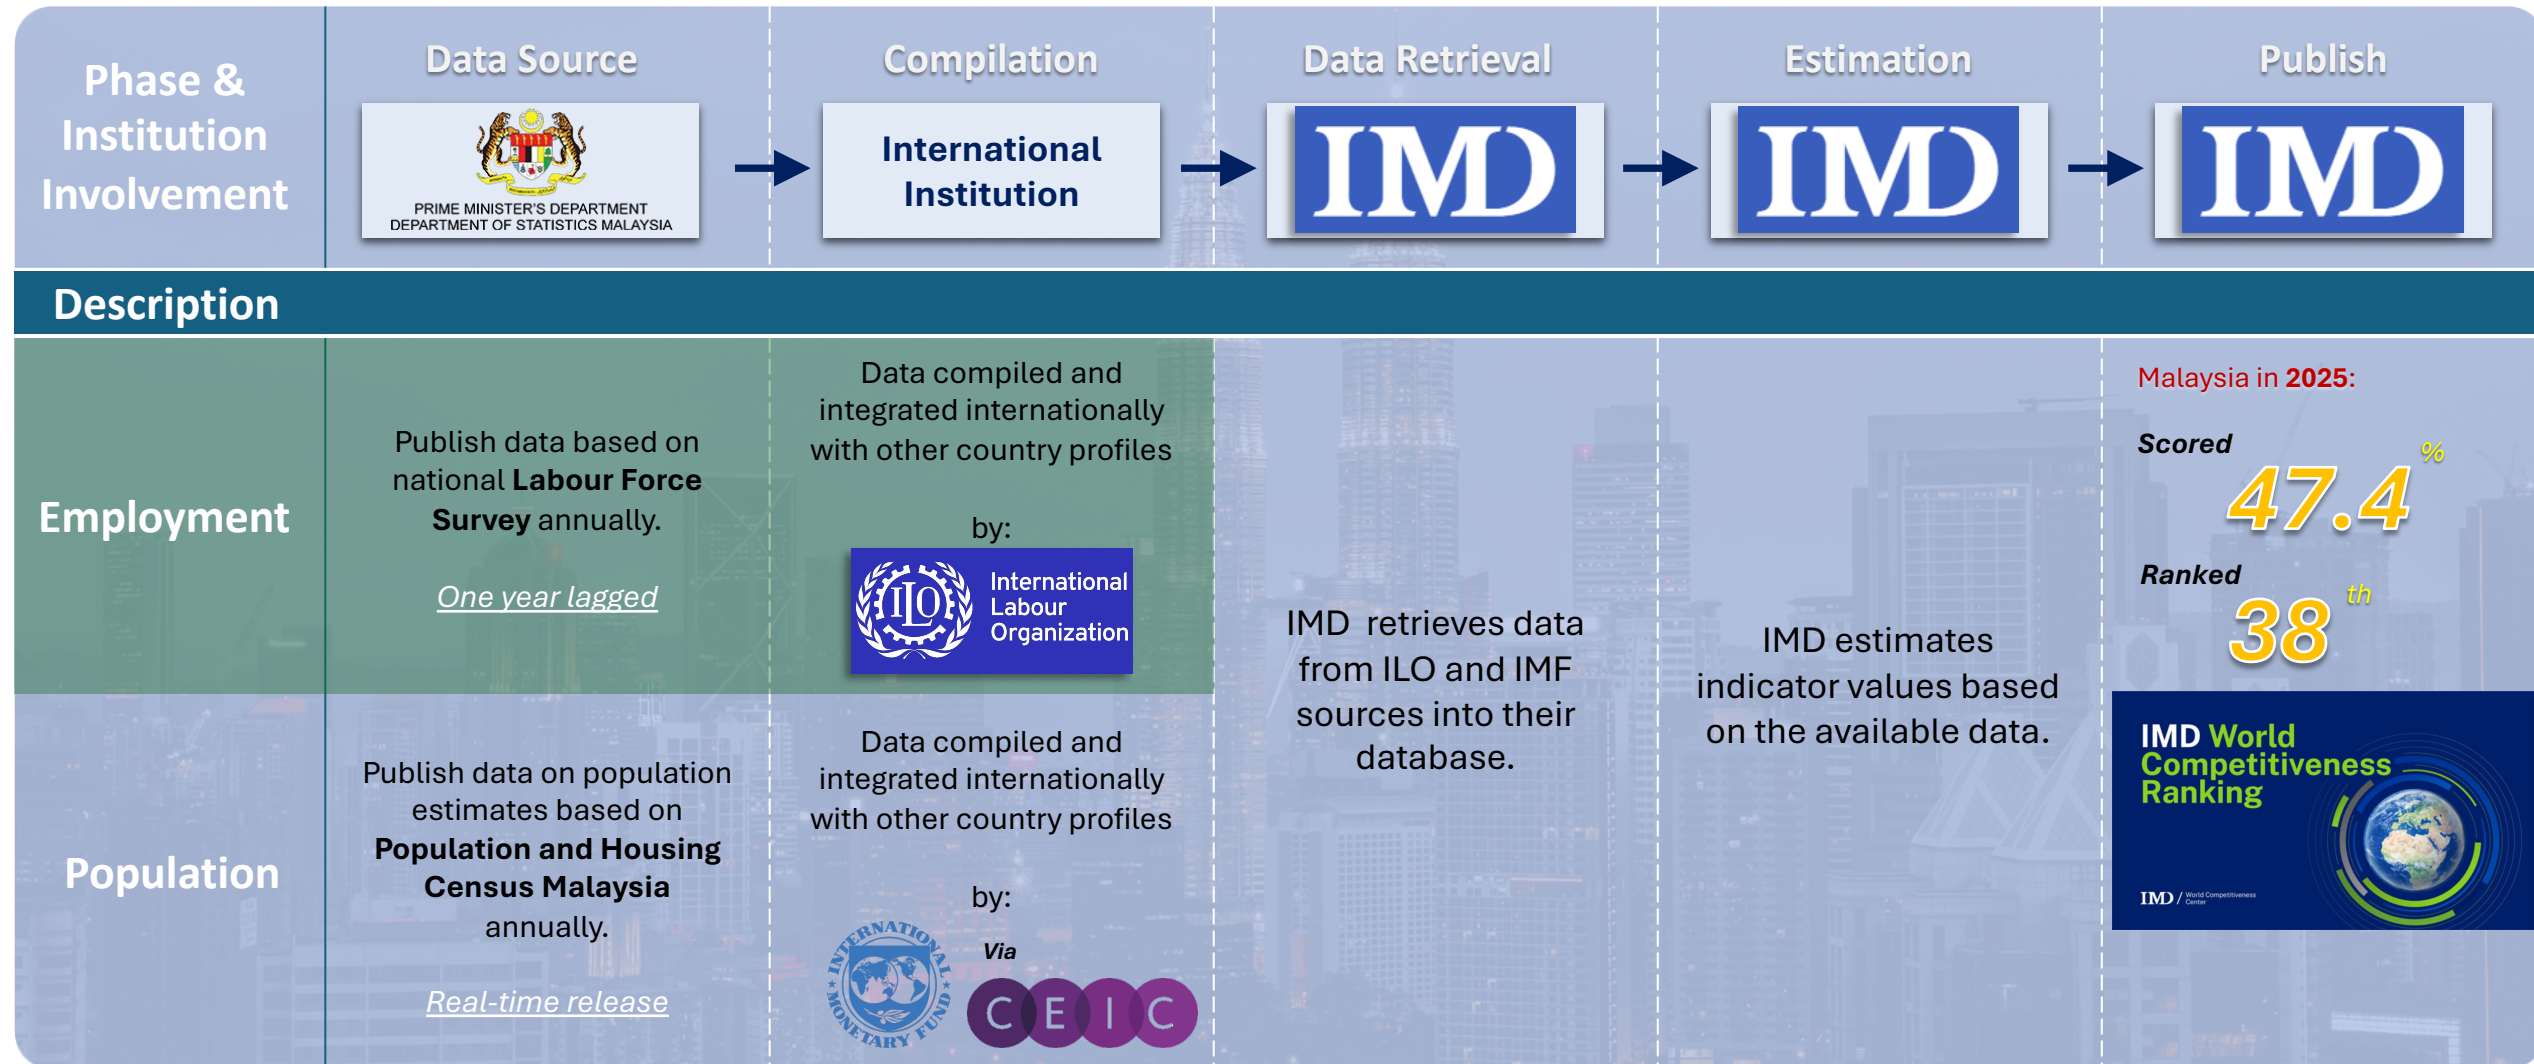 Phase &
Institution
Involvement
Data Source
PRIME MINISTER'S DEPARTMENT
DEPARTMENT OF STATISTICS MALAYSIA
Compilation
International
Institution
Data Retrieval
IMD
Estimation
IMD
Publish
IMD
Description
Employment
Publish data based on
national Labour Force
Survey annually.
One year lagged
Data compiled and
integrated internationally
with other country profiles
by:
ILO
International
Labour
Organization
Population
Publish data on population
estimates based on
Population and Housing
Census Malaysia
annually.
Real-time release
Data compiled and
integrated internationally
with other country profiles
by:
INTERNATIONAL
MONETARY FUND
Via
CEIC
IMD  retrieves data
from ILO and IMF
sources into their
database.
IMD estimates
indicator values based
on the available data.
Malaysia in 2025:
Scored
47.4 %
Ranked
38 th
IMD World
Competitiveness
Ranking
IMD / World Competitiveness
Center